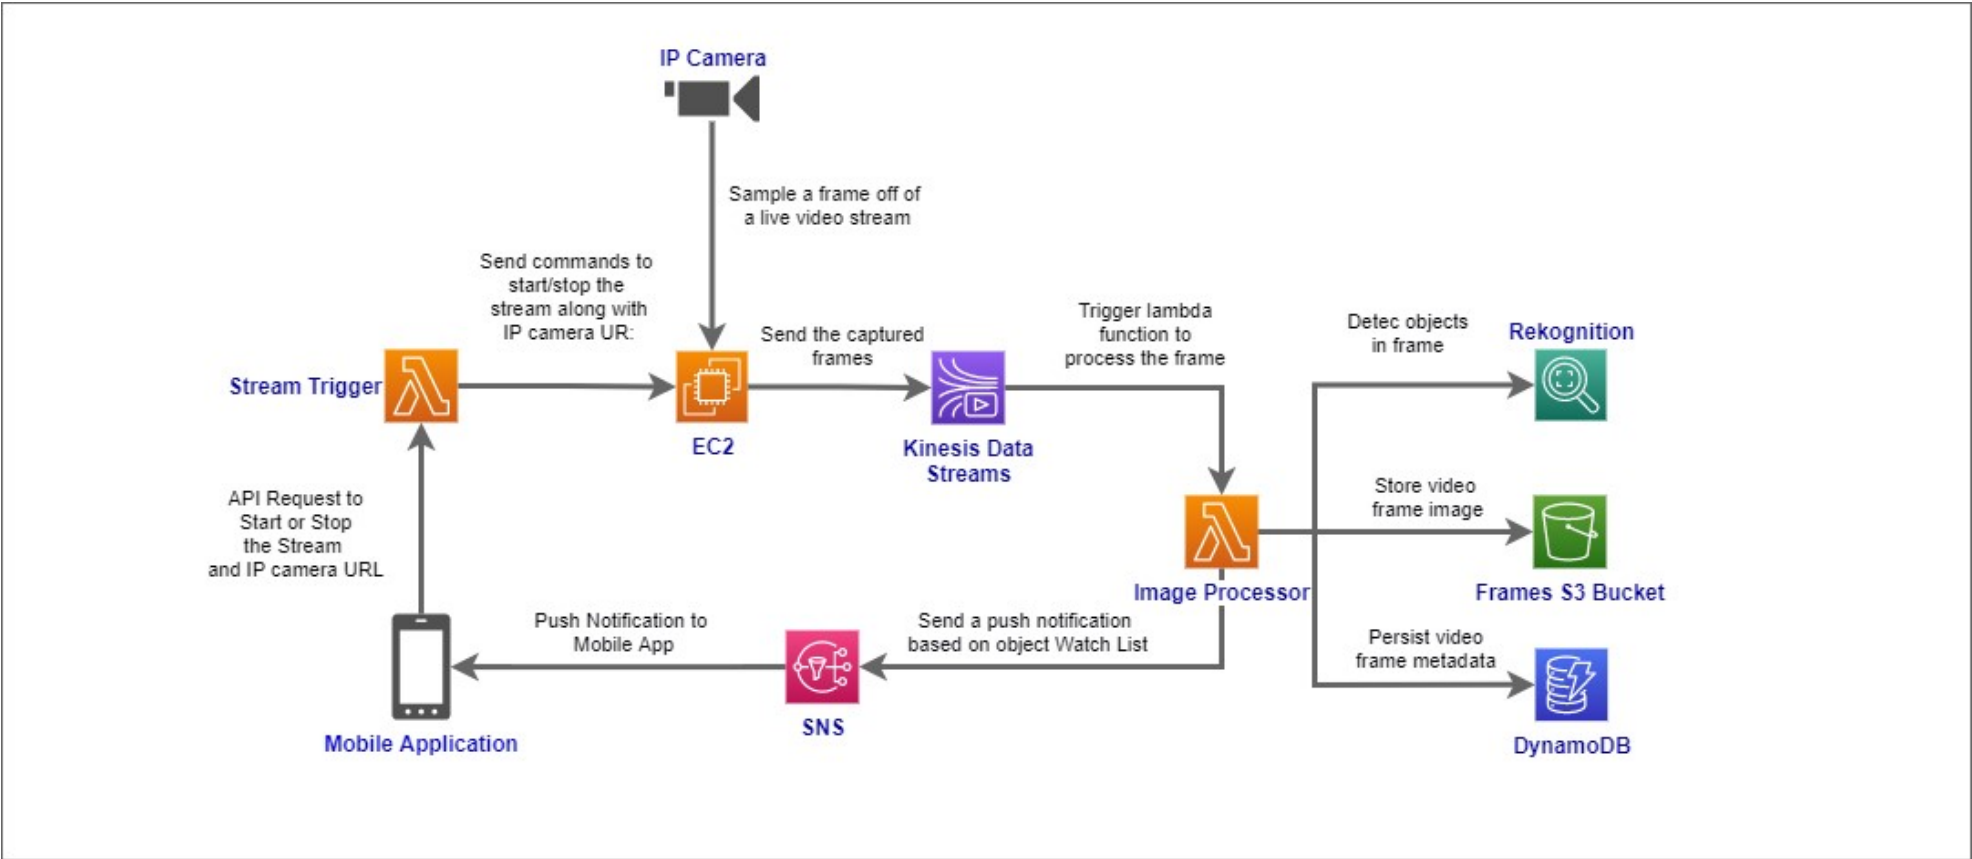 IP Camera
Sample a frame off of
a live video stream
Send commands to
start/stop the
stream along with
IP camera UR:
Stream Trigger
EC2
Send the captured
frames
Kinesis Data
Streams
Trigger lambda
function to
process the frame
Detec objects
in frame
Rekognition
API Request to
Start or Stop
the Stream
and IP camera URL
Store video
frame image
Image Processor
Frames S3 Bucket
Push Notification to
Mobile App
Send a push notification
based on object Watch List
Persist video
frame metadata
SNS
Mobile Application
DynamoDB